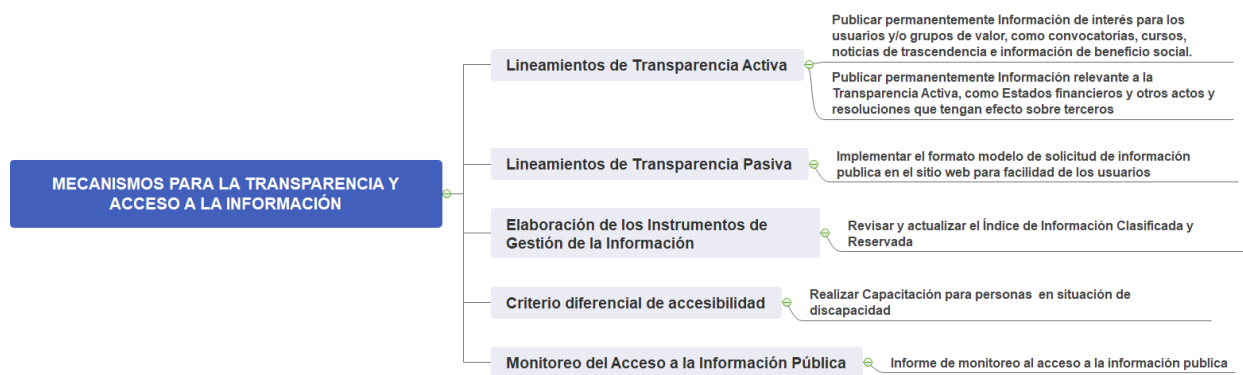 MECANISMOS PARA LA TRANSPARENCIA Y
ACCESO A LA INFORMACIÓN
Lineamientos de Transparencia Activa
Publicar permanentemente Información de interés para los
usuarios y/o grupos de valor, como convocatorias, cursos,
noticias de trascendencia e información de beneficio social.
Publicar permanentemente Información relevante a la
Transparencia Activa, como Estados financieros y otros actos y
resoluciones que tengan efecto sobre terceros
Lineamientos de Transparencia Pasiva
Implementar el formato modelo de solicitud de información
publica en el sitio web para facilidad de los usuarios
Elaboración de los Instrumentos de
Gestión de la Información
Revisar y actualizar el Índice de Información Clasificada y
Reservada
Criterio diferencial de accesibilidad
Realizar Capacitación para personas en situación de
discapacidad
Monitoreo del Acceso a la Información Pública
Informe de monitoreo al acceso a la información publica